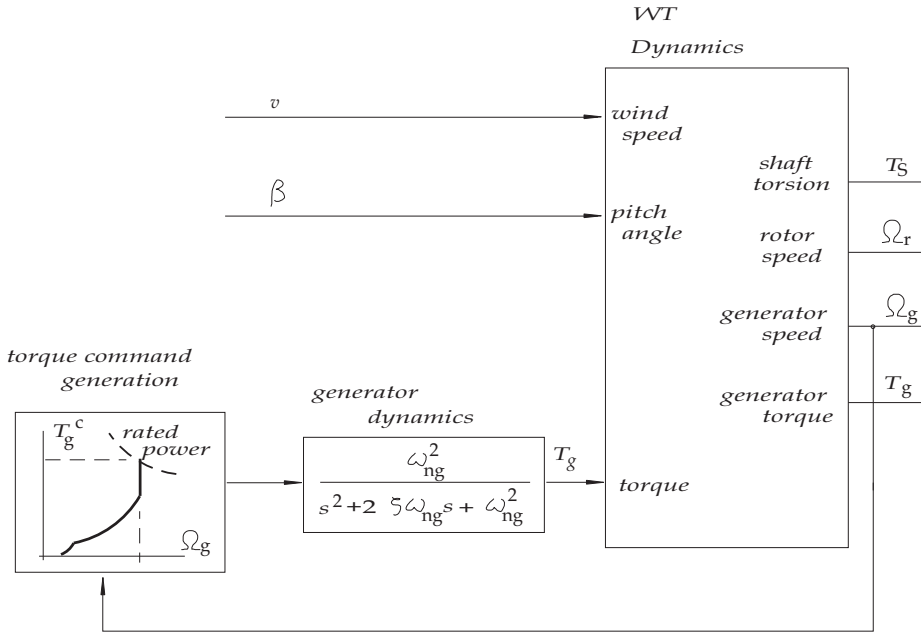 WT
Dynamics
v
wind
speed
shaft
torsion
T_S
β
pitch
angle
rotor
speed
Ω_r
generator
speed
Ω_g
torque command
generation
generator
dynamics
generator
torque
T_g
T_g^c
rated
power
Ω_g
ω_ng^2
s^2+2 ζω_ng s+ ω_ng^2
T_g
torque